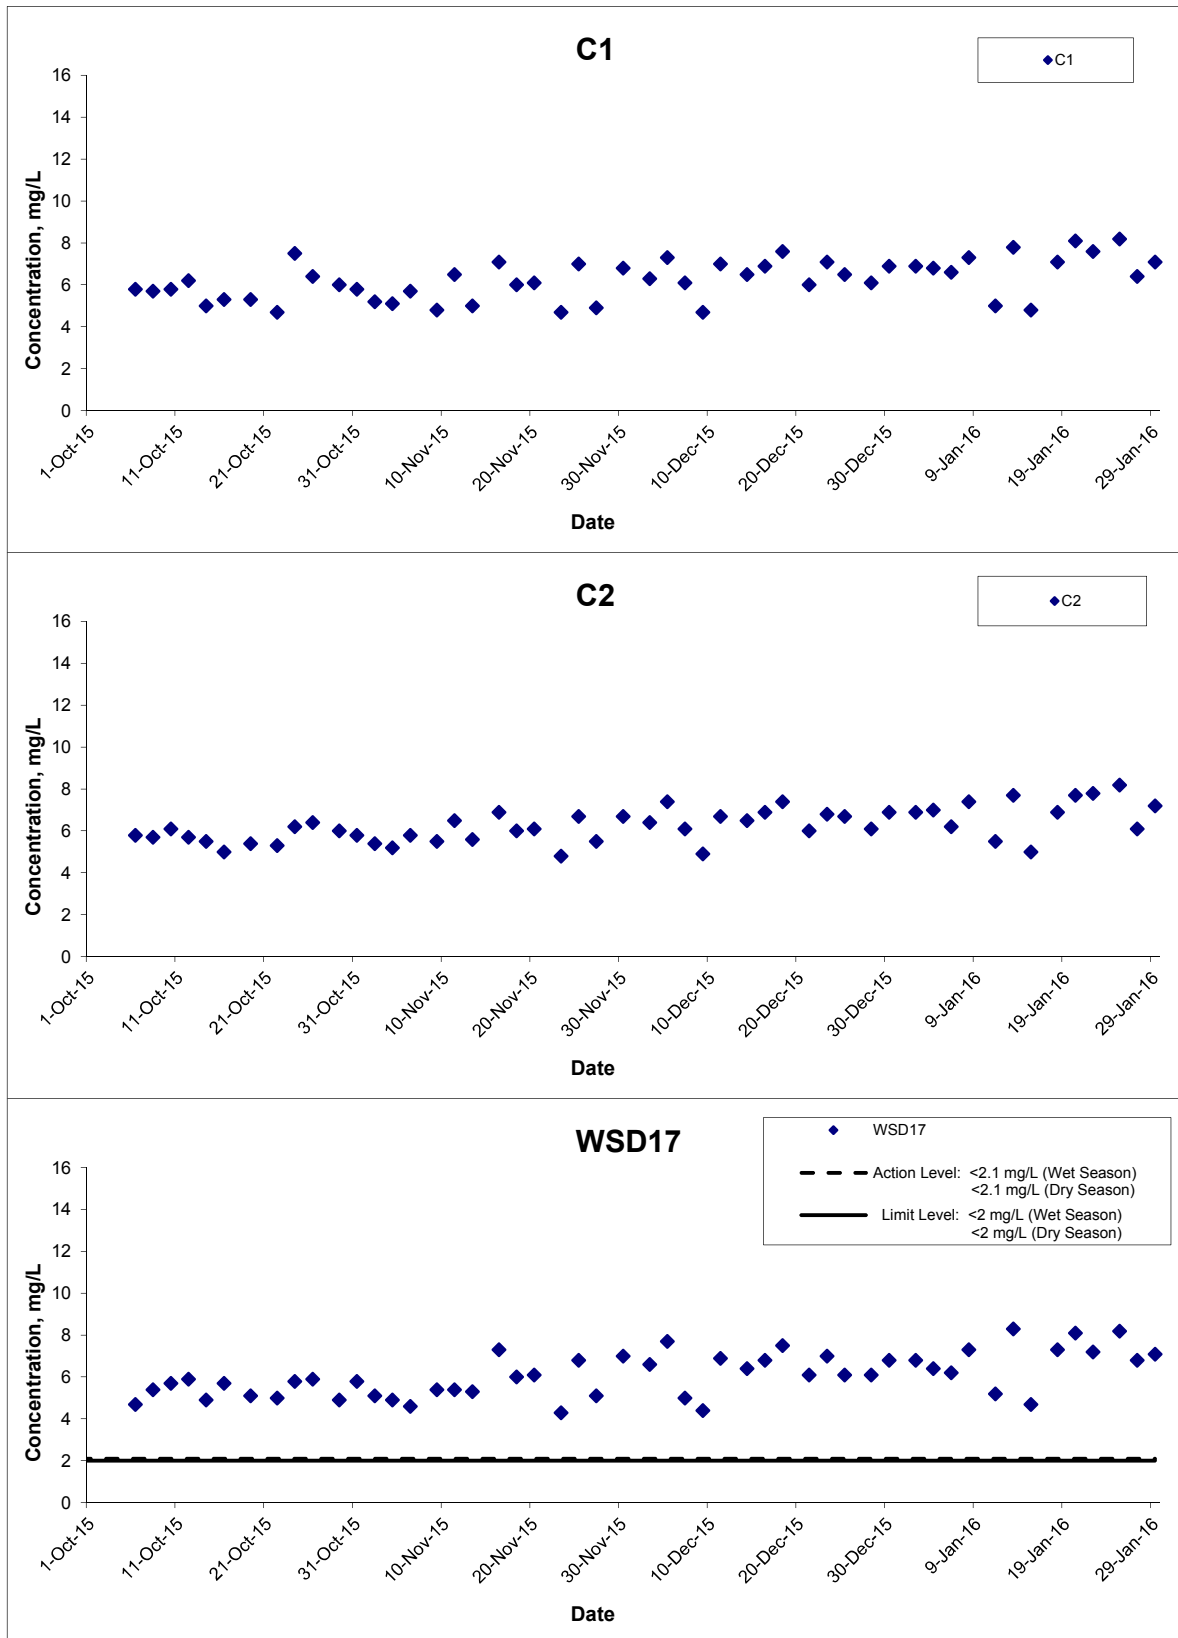 C1
C1
16
14
12
10
8
6
4
2
0
Concentration, mg/L
1-Oct-15
11-Oct-15
21-Oct-15
31-Oct-15
10-Nov-15
20-Nov-15
30-Nov-15
10-Dec-15
20-Dec-15
30-Dec-15
9-Jan-16
19-Jan-16
29-Jan-16
Date
C2
C2
16
14
12
10
8
6
4
2
0
Concentration, mg/L
1-Oct-15
11-Oct-15
21-Oct-15
31-Oct-15
10-Nov-15
20-Nov-15
30-Nov-15
10-Dec-15
20-Dec-15
30-Dec-15
9-Jan-16
19-Jan-16
29-Jan-16
Date
WSD17
WSD17
Action Level: <2.1 mg/L (Wet Season)
<2.1 mg/L (Dry Season)
Limit Level: <2 mg/L (Wet Season)
<2 mg/L (Dry Season)
16
14
12
10
8
6
4
2
0
Concentration, mg/L
1-Oct-15
11-Oct-15
21-Oct-15
31-Oct-15
10-Nov-15
20-Nov-15
30-Nov-15
10-Dec-15
20-Dec-15
30-Dec-15
9-Jan-16
19-Jan-16
29-Jan-16
Date